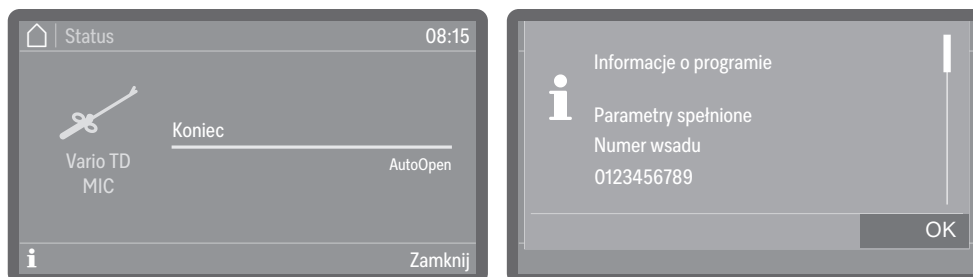 Status
08:15
Koniec
Vario TD
MIC
AutoOpen
i
Zamknij
i
Informacje o programie
Parametry spełnione
Numer wsadu
0123456789
OK